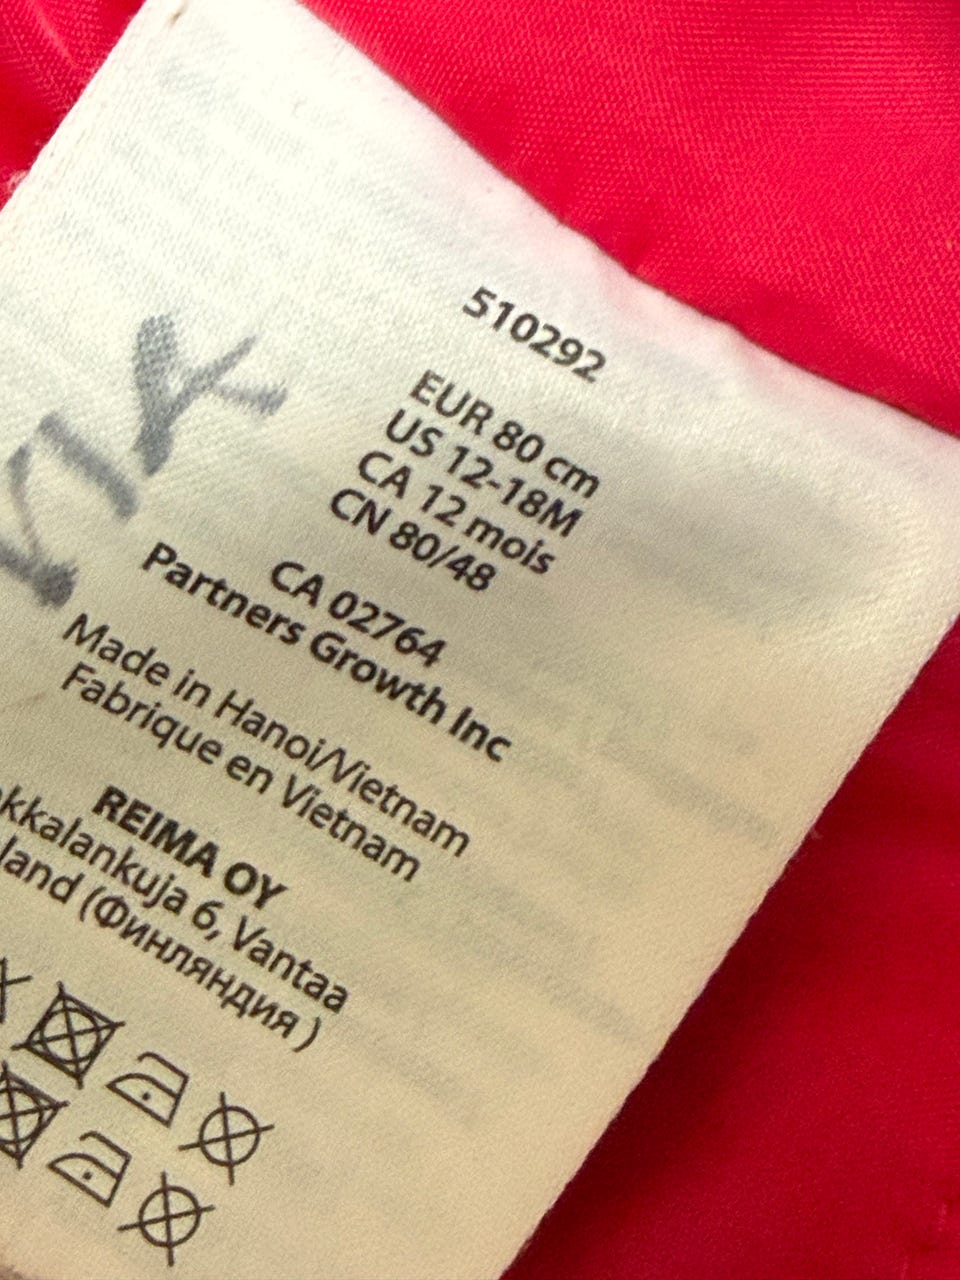 510292
EUR 80 cm
US 12-18M
CA 12 mois
CN 80/48
CA 02764
Partners Growth Inc
Made in Hanoi/Vietnam
Fabrique en Vietnam
REIMA OY
kkalankuja 6, Vantaa
land (Финляндия )